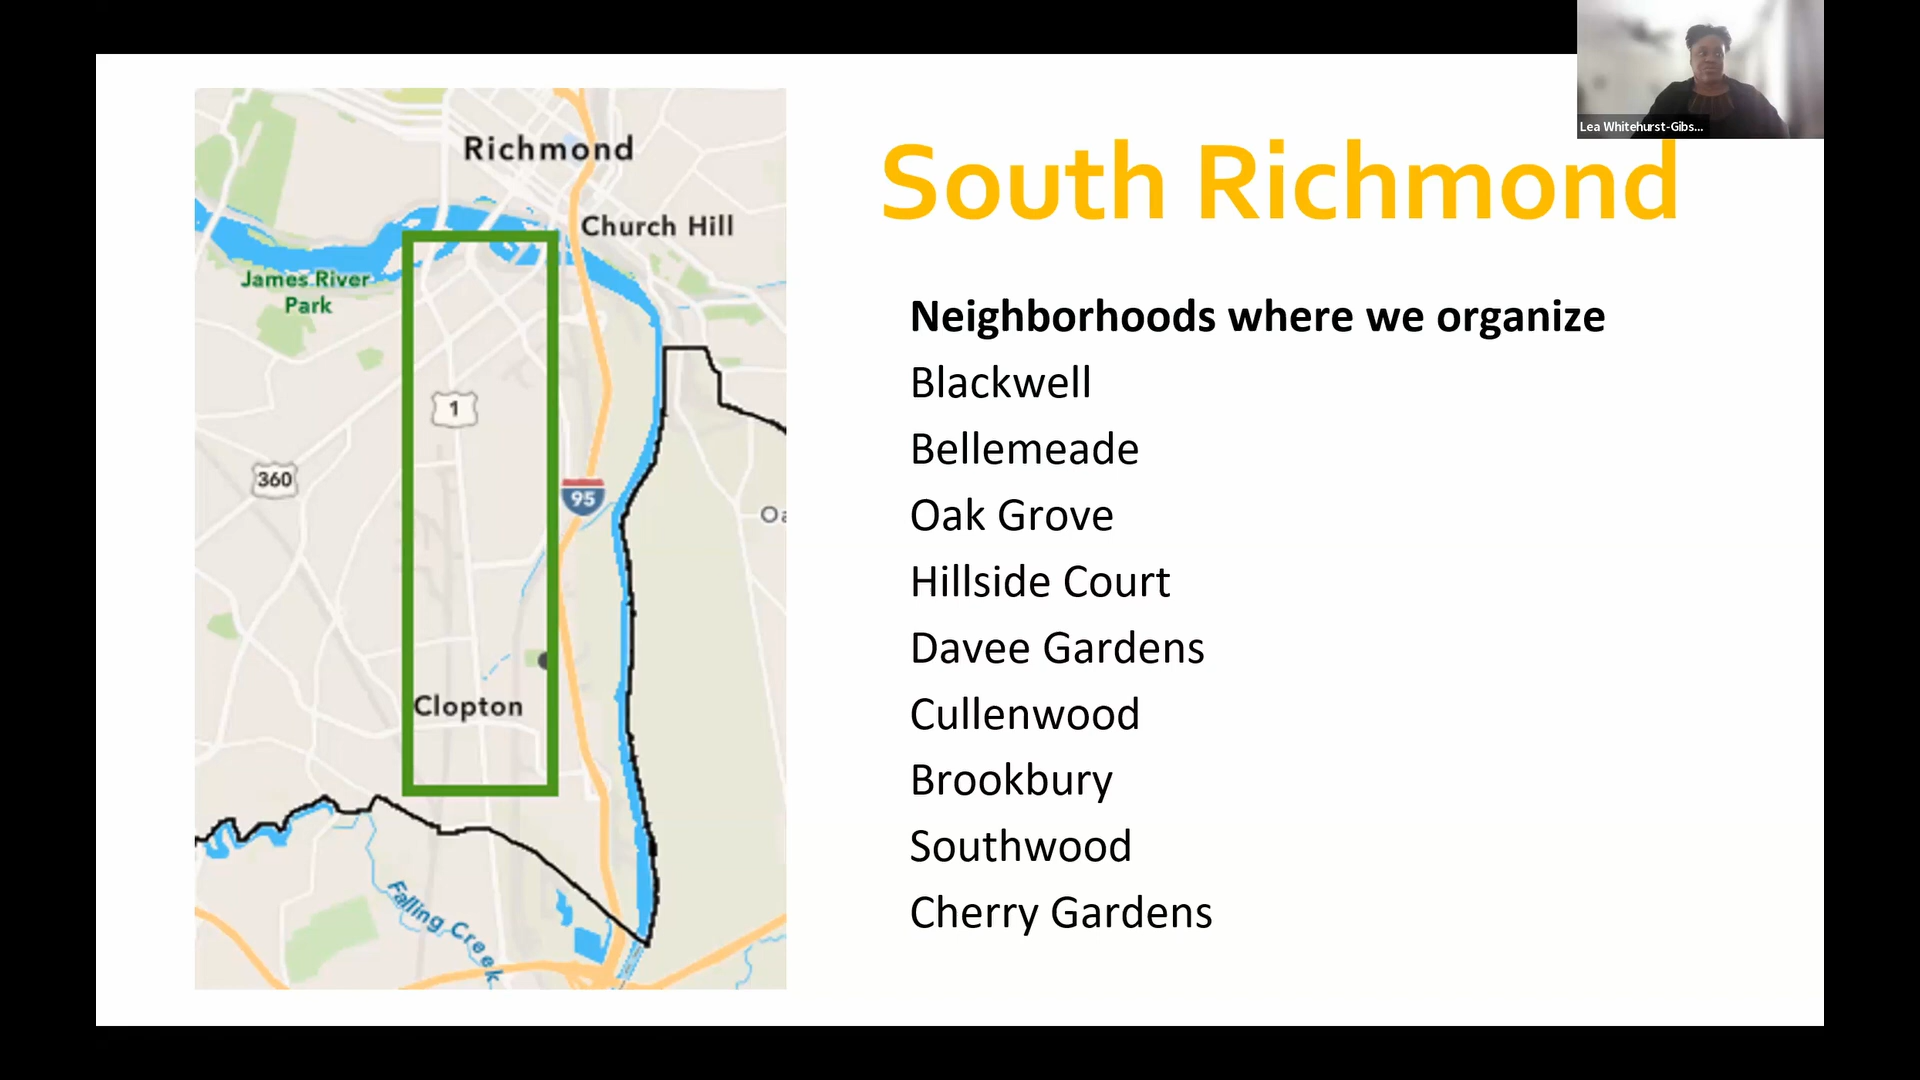 Lea Whitehurst-Gibs...
South Richmond
Neighborhoods where we organize
Blackwell
Bellemeade
Oak Grove
Hillside Court
Davee Gardens
Cullenwood
Brookbury
Southwood
Cherry Gardens
Richmond
Church Hill
James River
Park
1
360
95
Oa
Clopton
Falling Creek